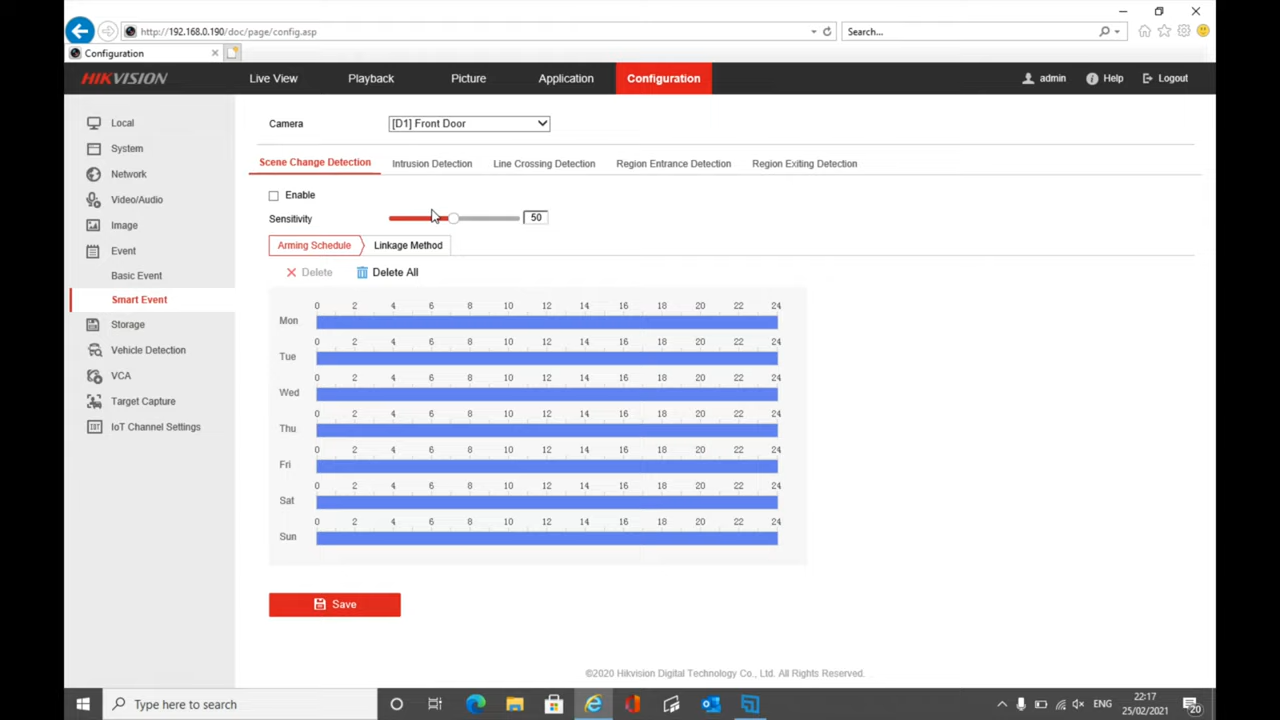 http://192.168.0.190/doc/page/config.asp
Search...
Configuration
HIKVISION
Live View
Playback
Picture
Application
Configuration
admin
Help
Logout
Local
System
Network
Video/Audio
Image
Event
Basic Event
Smart Event
Storage
Vehicle Detection
VCA
Target Capture
IOT
IoT Channel Settings
Camera
[D1] Front Door
Scene Change Detection
Intrusion Detection
Line Crossing Detection
Region Entrance Detection
Region Exiting Detection
Enable
Sensitivity
50
Arming Schedule
Linkage Method
Delete
Delete All
0 2 4 6 8 10 12 14 16 18 20 22 24
Mon
0 2 4 6 8 10 12 14 16 18 20 22 24
Tue
0 2 4 6 8 10 12 14 16 18 20 22 24
Wed
0 2 4 6 8 10 12 14 16 18 20 22 24
Thu
0 2 4 6 8 10 12 14 16 18 20 22 24
Fri
0 2 4 6 8 10 12 14 16 18 20 22 24
Sat
0 2 4 6 8 10 12 14 16 18 20 22 24
Sun
Save
©2020 Hikvision Digital Technology Co., Ltd. All Rights Reserved.
Type here to search
ENG
22:17
25/02/2021
20